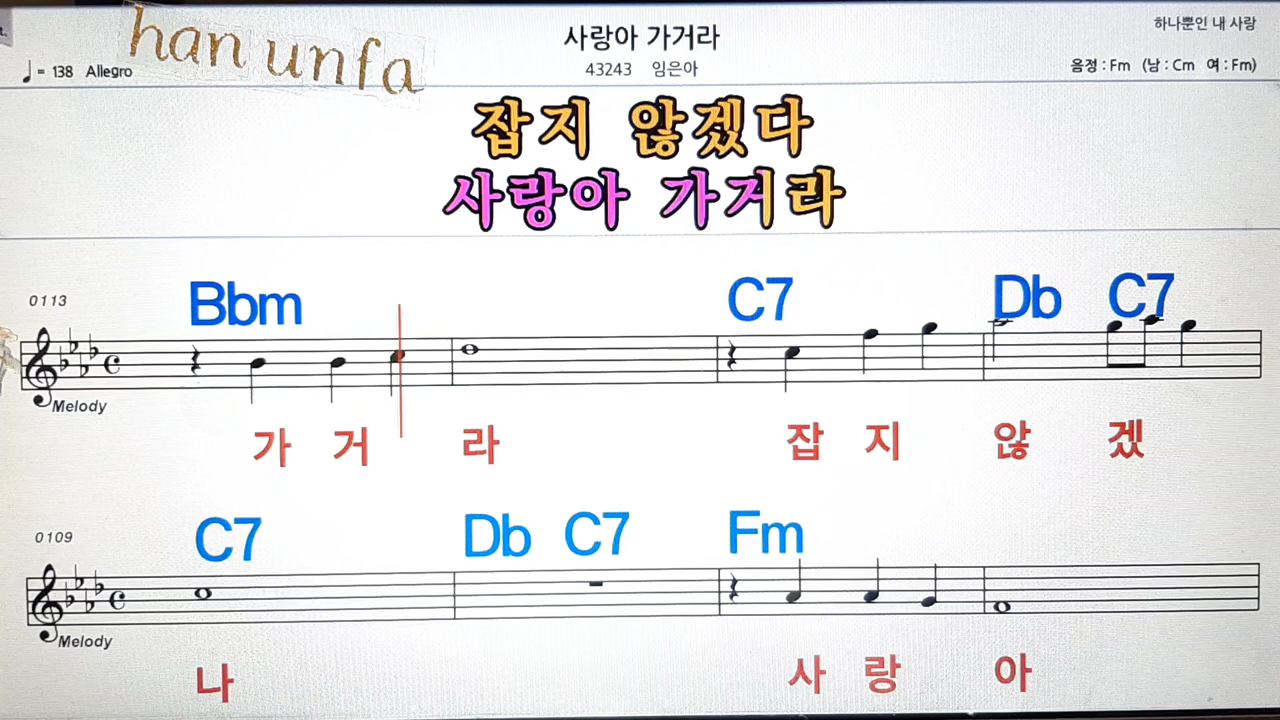 t.
han unfa
사랑아 가거라
하나뿐인 내 사랑
♩= 138 Allegro
43243 임은아
음정 : Fm (남 : Cm 여 : Fm)
잡지 않겠다
사랑아 가거라
0113
Bbm C7 Db C7
Melody
가 거 라 잡 지 않 겠
0109
C7 Db C7 Fm
Melody
나 사 랑 아